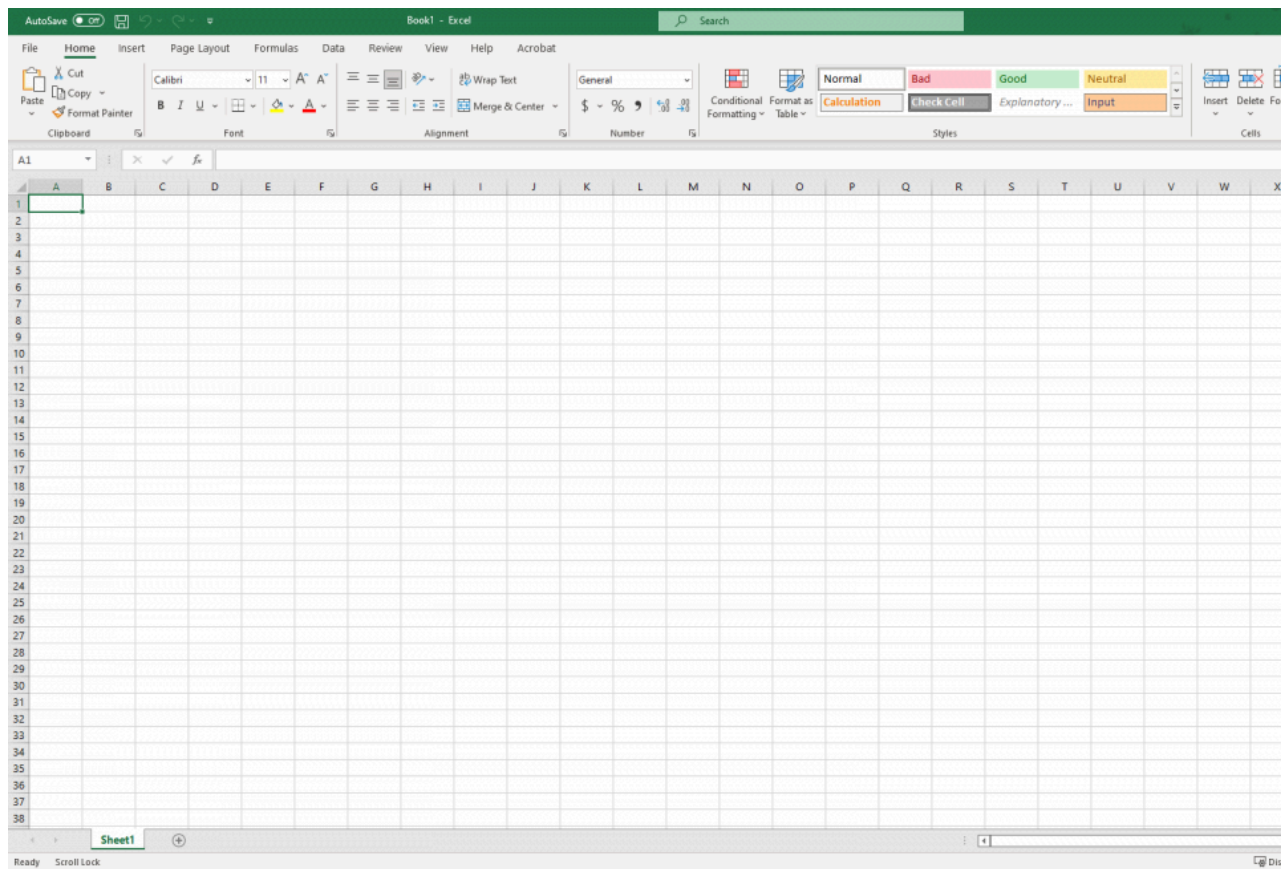 AutoSave Off Book1 - Excel Search
File Home Insert Page Layout Formulas Data Review View Help Acrobat
Paste
Cut
Copy
Format Painter
Clipboard
Calibri 11
B I U
A A A
Font
Wrap Text
Merge & Center
Alignment
General
$ % 9
Number
Conditional Formatting
Format as Table
Normal Bad Good Neutral
Calculation Check Cell Explanatory ... Input
Styles
Insert Delete Fo
Cells
A1 fx
A B C D E F G H I J K L M N O P Q R S T U V W X
1
2
3
4
5
6
7
8
9
10
11
12
13
14
15
16
17
18
19
20
21
22
23
24
25
26
27
28
29
30
31
32
33
34
35
36
37
38
Sheet1
Ready Scroll Lock Dis